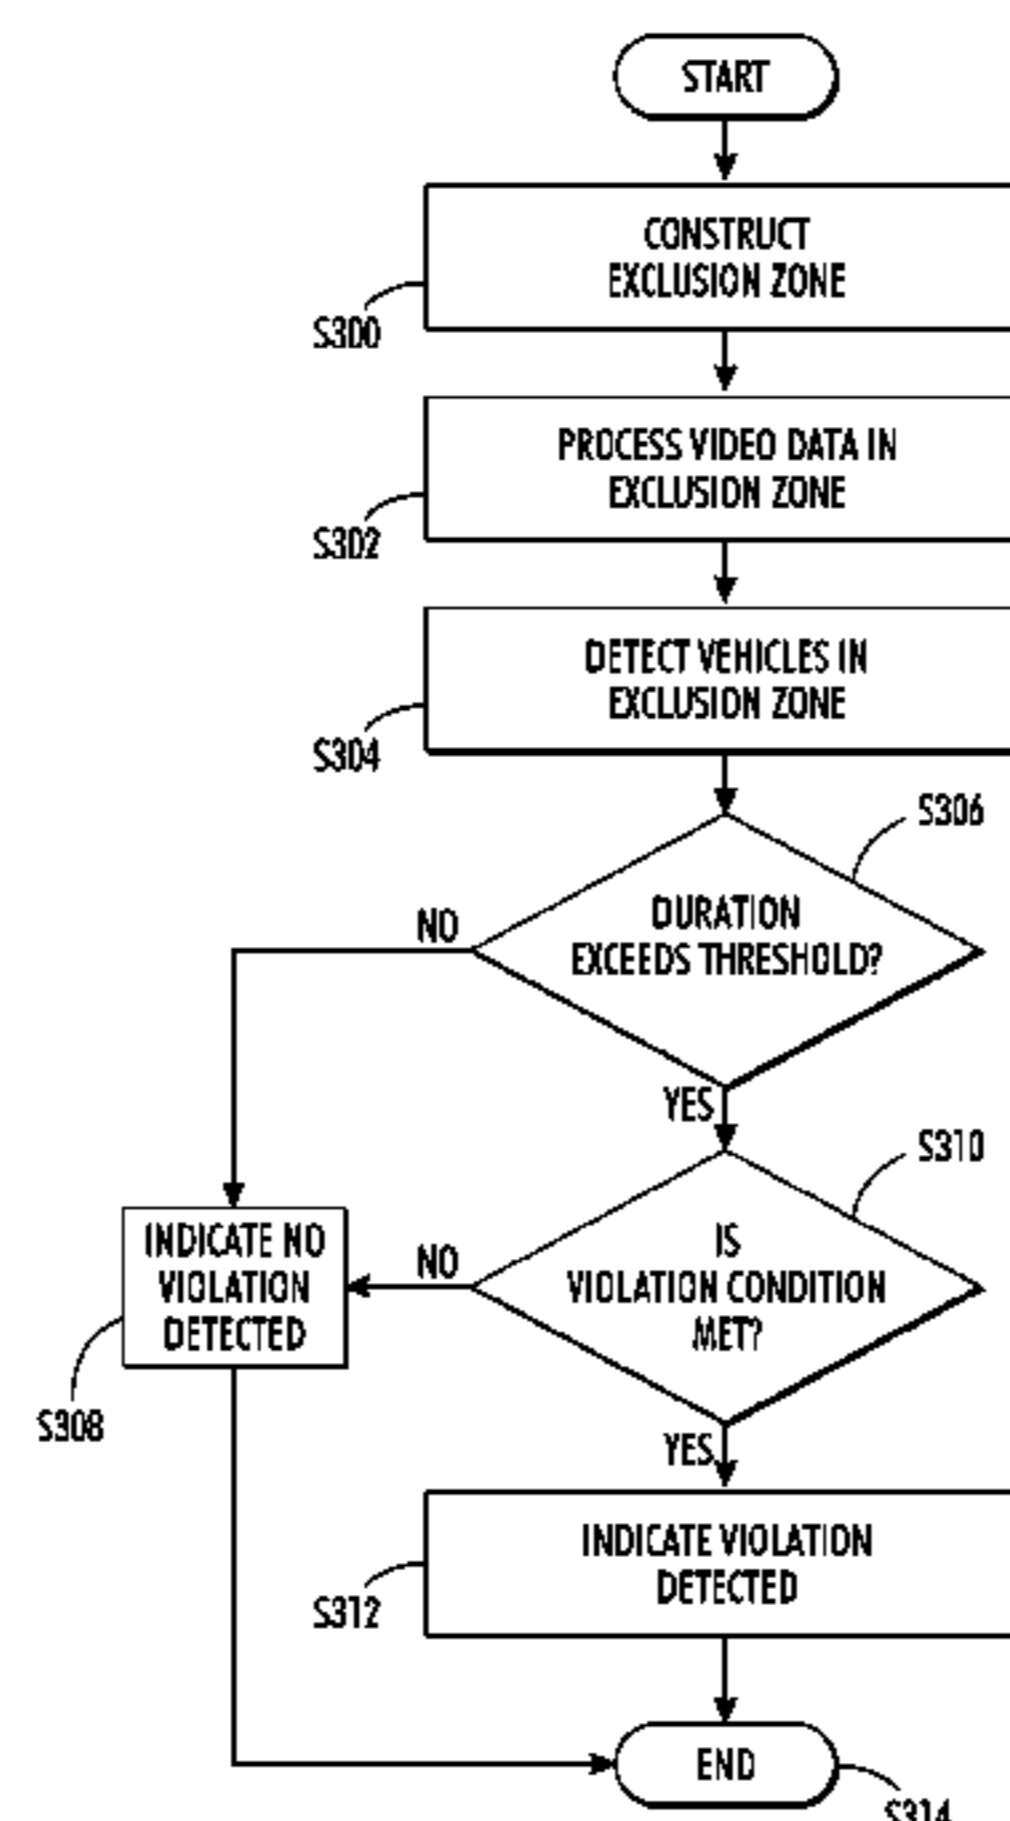 START
CONSTRUCT
EXCLUSION ZONE
S300
PROCESS VIDEO DATA IN
EXCLUSION ZONE
S302
DETECT VEHICLES IN
EXCLUSION ZONE
S304
S306
DURATION
EXCEEDS THRESHOLD?
NO
YES
S310
IS
VIOLATION CONDITION
MET?
NO
INDICATE NO
VIOLATION
DETECTED
S308
YES
INDICATE VIOLATION
DETECTED
S312
END
S314